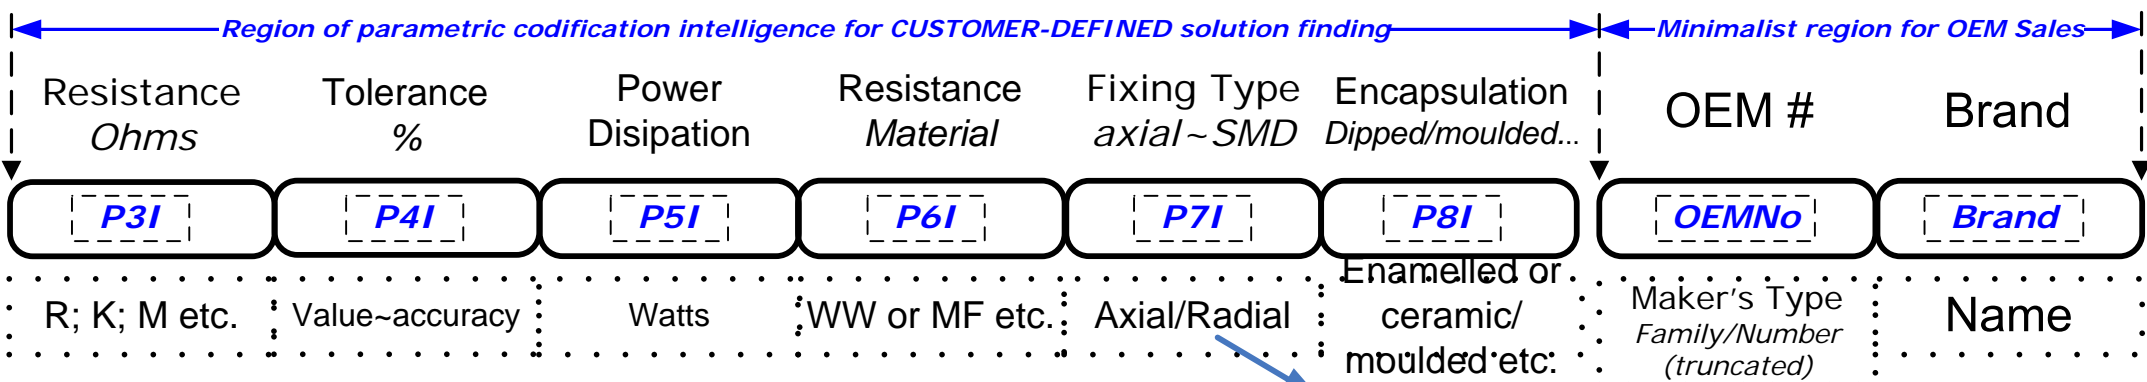 Region of parametric codification intelligence for CUSTOMER-DEFINED solution finding
Minimalist region for OEM Sales
Resistance
Ohms
Tolerance
%
Power
Disipation
Resistance
Material
Fixing Type
axial~SMD
Encapsulation
Dipped/moulded...
OEM #
Brand
P3I
P4I
P5I
P6I
P7I
P8I
OEMNo
Brand
R; K; M etc.
Value~accuracy
Watts
WW or MF etc.
Axial/Radial
Enamelled or
ceramic/
moulded etc.
Maker's Type
Family/Number
(truncated)
Name